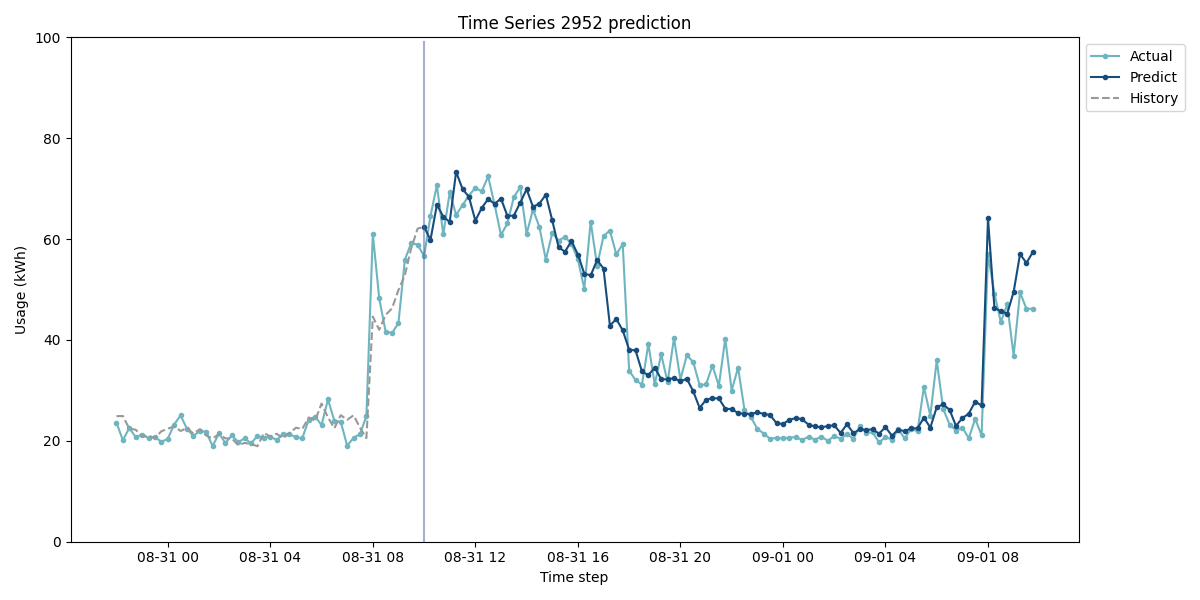 Time Series 2952 prediction
100
80
60
40
20
0
Usage (kWh)
08-31 00
08-31 04
08-31 08
08-31 12
08-31 16
08-31 20
09-01 00
09-01 04
09-01 08
Time step
Actual
Predict
History